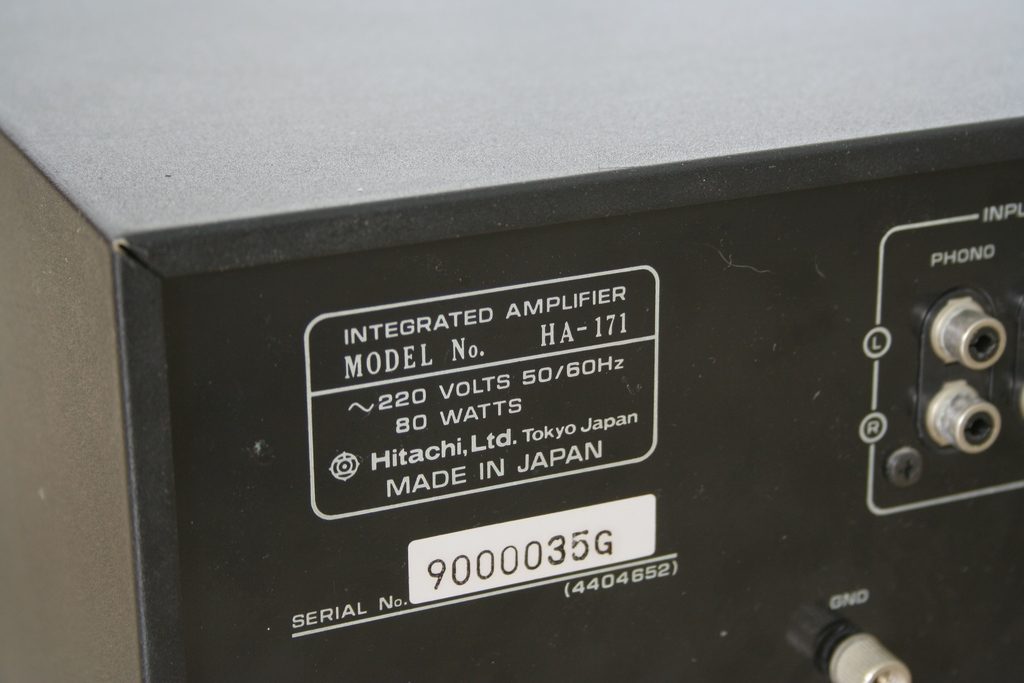 INTEGRATED AMPLIFIER
MODEL No. HA-171
~220 VOLTS 50/60Hz
80 WATTS
Hitachi, Ltd. Tokyo Japan
MADE IN JAPAN
SERIAL No. 9000035G
(4404652)
INPU
PHONO
L
R
GND